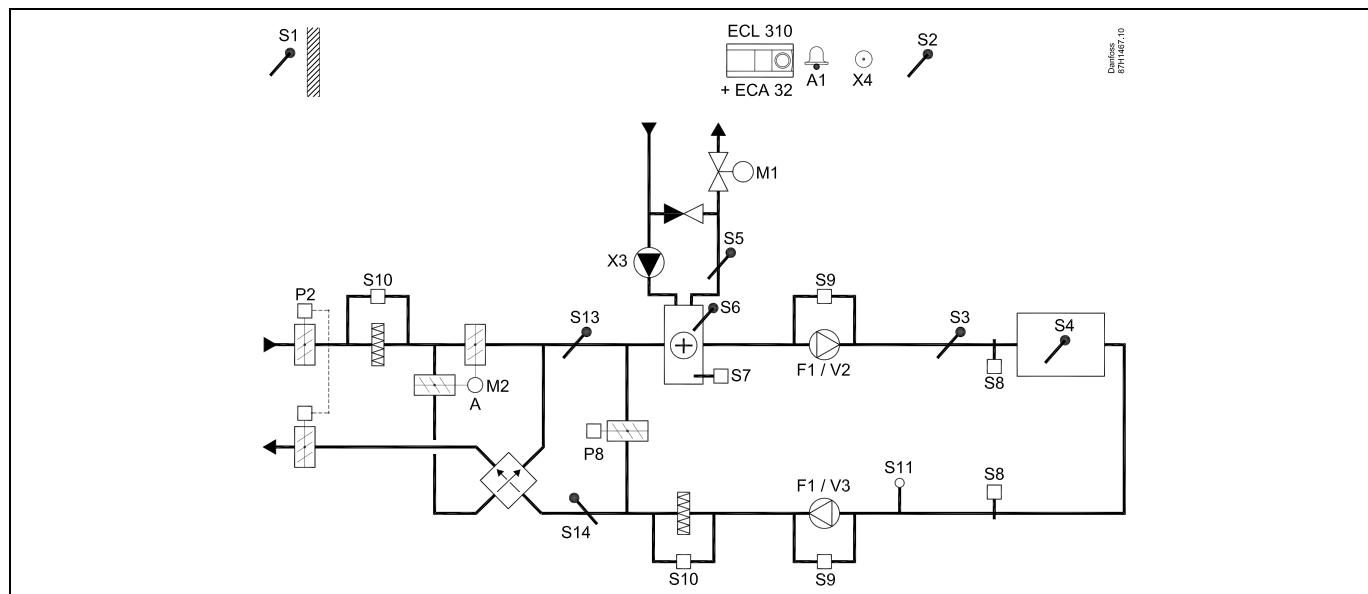 S1
ECL 310
+ ECA 32
A1
X4
S2
Danfoss
87H1467.10
M1
S5
X3
S10
P2
S13
S6
S9
S3
S4
F1 / V2
S8
S7
M2
A
P8
S11
S8
F1 / V3
S14
S10
S9